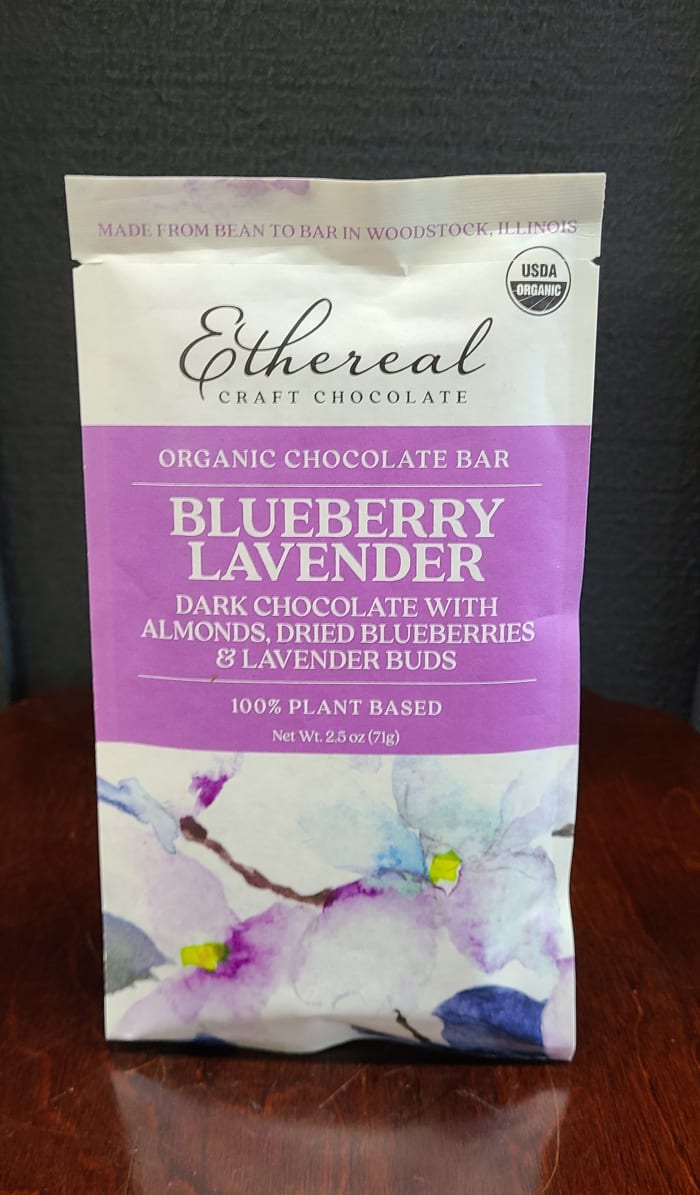 MADE FROM BEAN TO BAR IN WOODSTOCK, ILLINOIS
USDA
ORGANIC
Ethereal
CRAFT CHOCOLATE
ORGANIC CHOCOLATE BAR
BLUEBERRY
LAVENDER
DARK CHOCOLATE WITH
ALMONDS, DRIED BLUEBERRIES
& LAVENDER BUDS
100% PLANT BASED
Net Wt. 2.5 oz (71g)